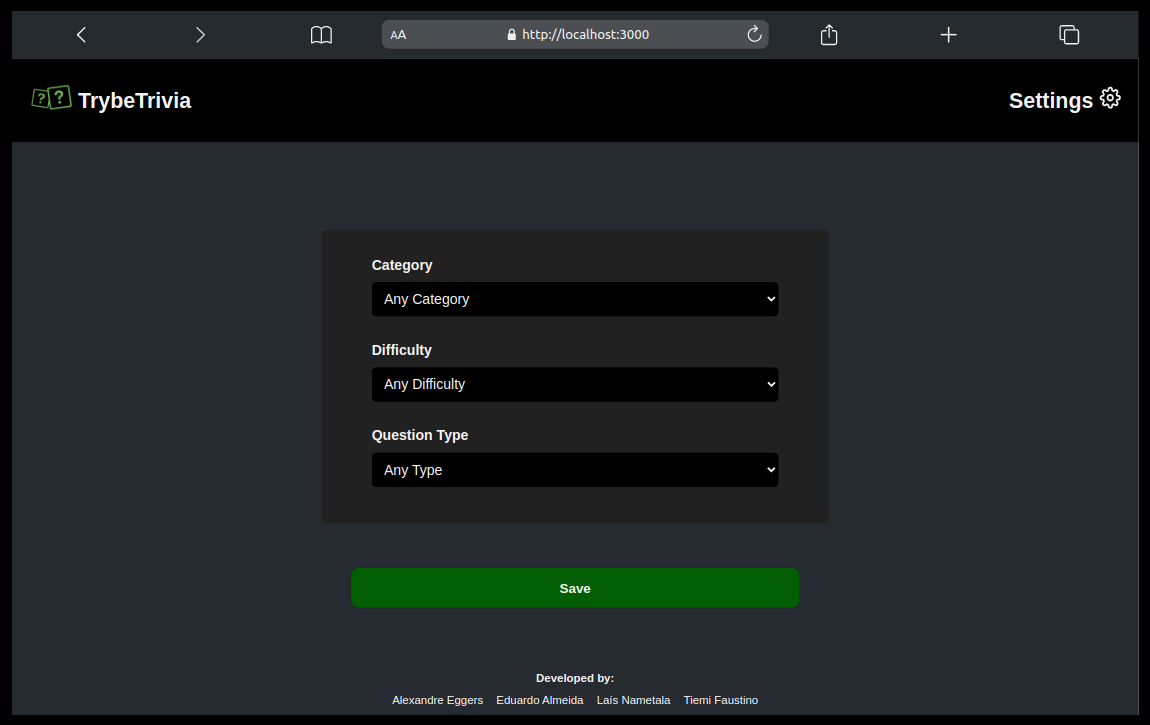 AA http://localhost:3000
? ? TrybeTrivia Settings
Category
Any Category
Difficulty
Any Difficulty
Question Type
Any Type
Save
Developed by:
Alexandre Eggers Eduardo Almeida Laís Nametala Tiemi Faustino